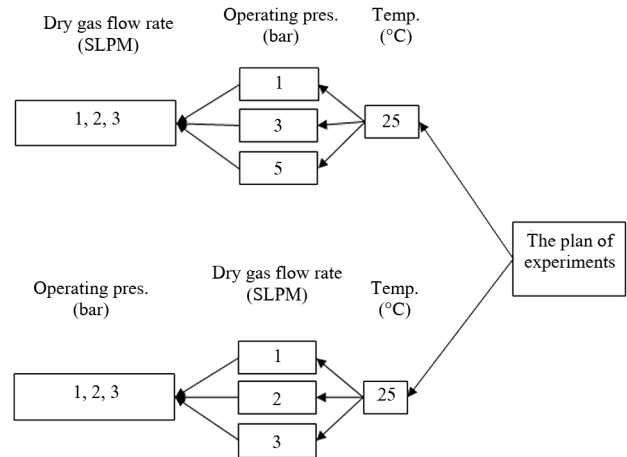 Dry gas flow rate
(SLPM)
Operating pres.
(bar)
Temp.
(°C)
1, 2, 3
1
3
5
25
The plan of
experiments
Operating pres.
(bar)
Dry gas flow rate
(SLPM)
Temp.
(°C)
1, 2, 3
1
2
3
25